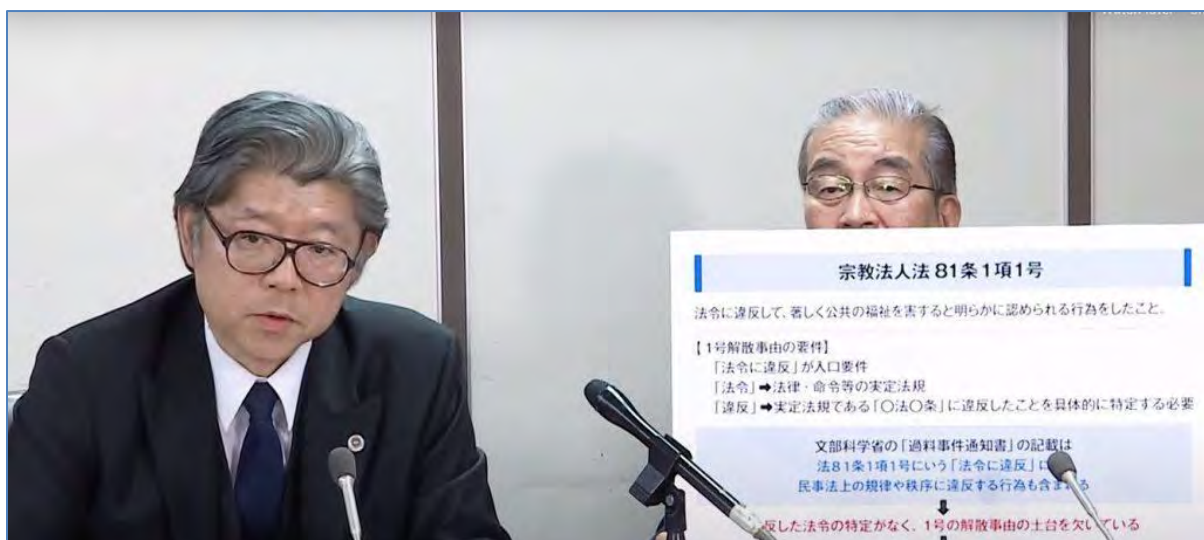 宗教法人法 81条1項1号
法令に違反して、著しく公共の福祉を害すると明らかに認められる行為をしたこと。
【1号解散事由の要件】
「法令に違反」が入口要件
「法令」➡法律・命令等の実定法規
「違反」➡実定法規である「〇法〇条」に違反したことを具体的に特定する必要
文部科学省の「過料事件通知書」の記載は
法81条1項1号にいう「法令に違反」に
民事法上の規律や秩序に違反する行為も含まれる
反した法令の特定がなく、1号の解散事由の土台を欠いている